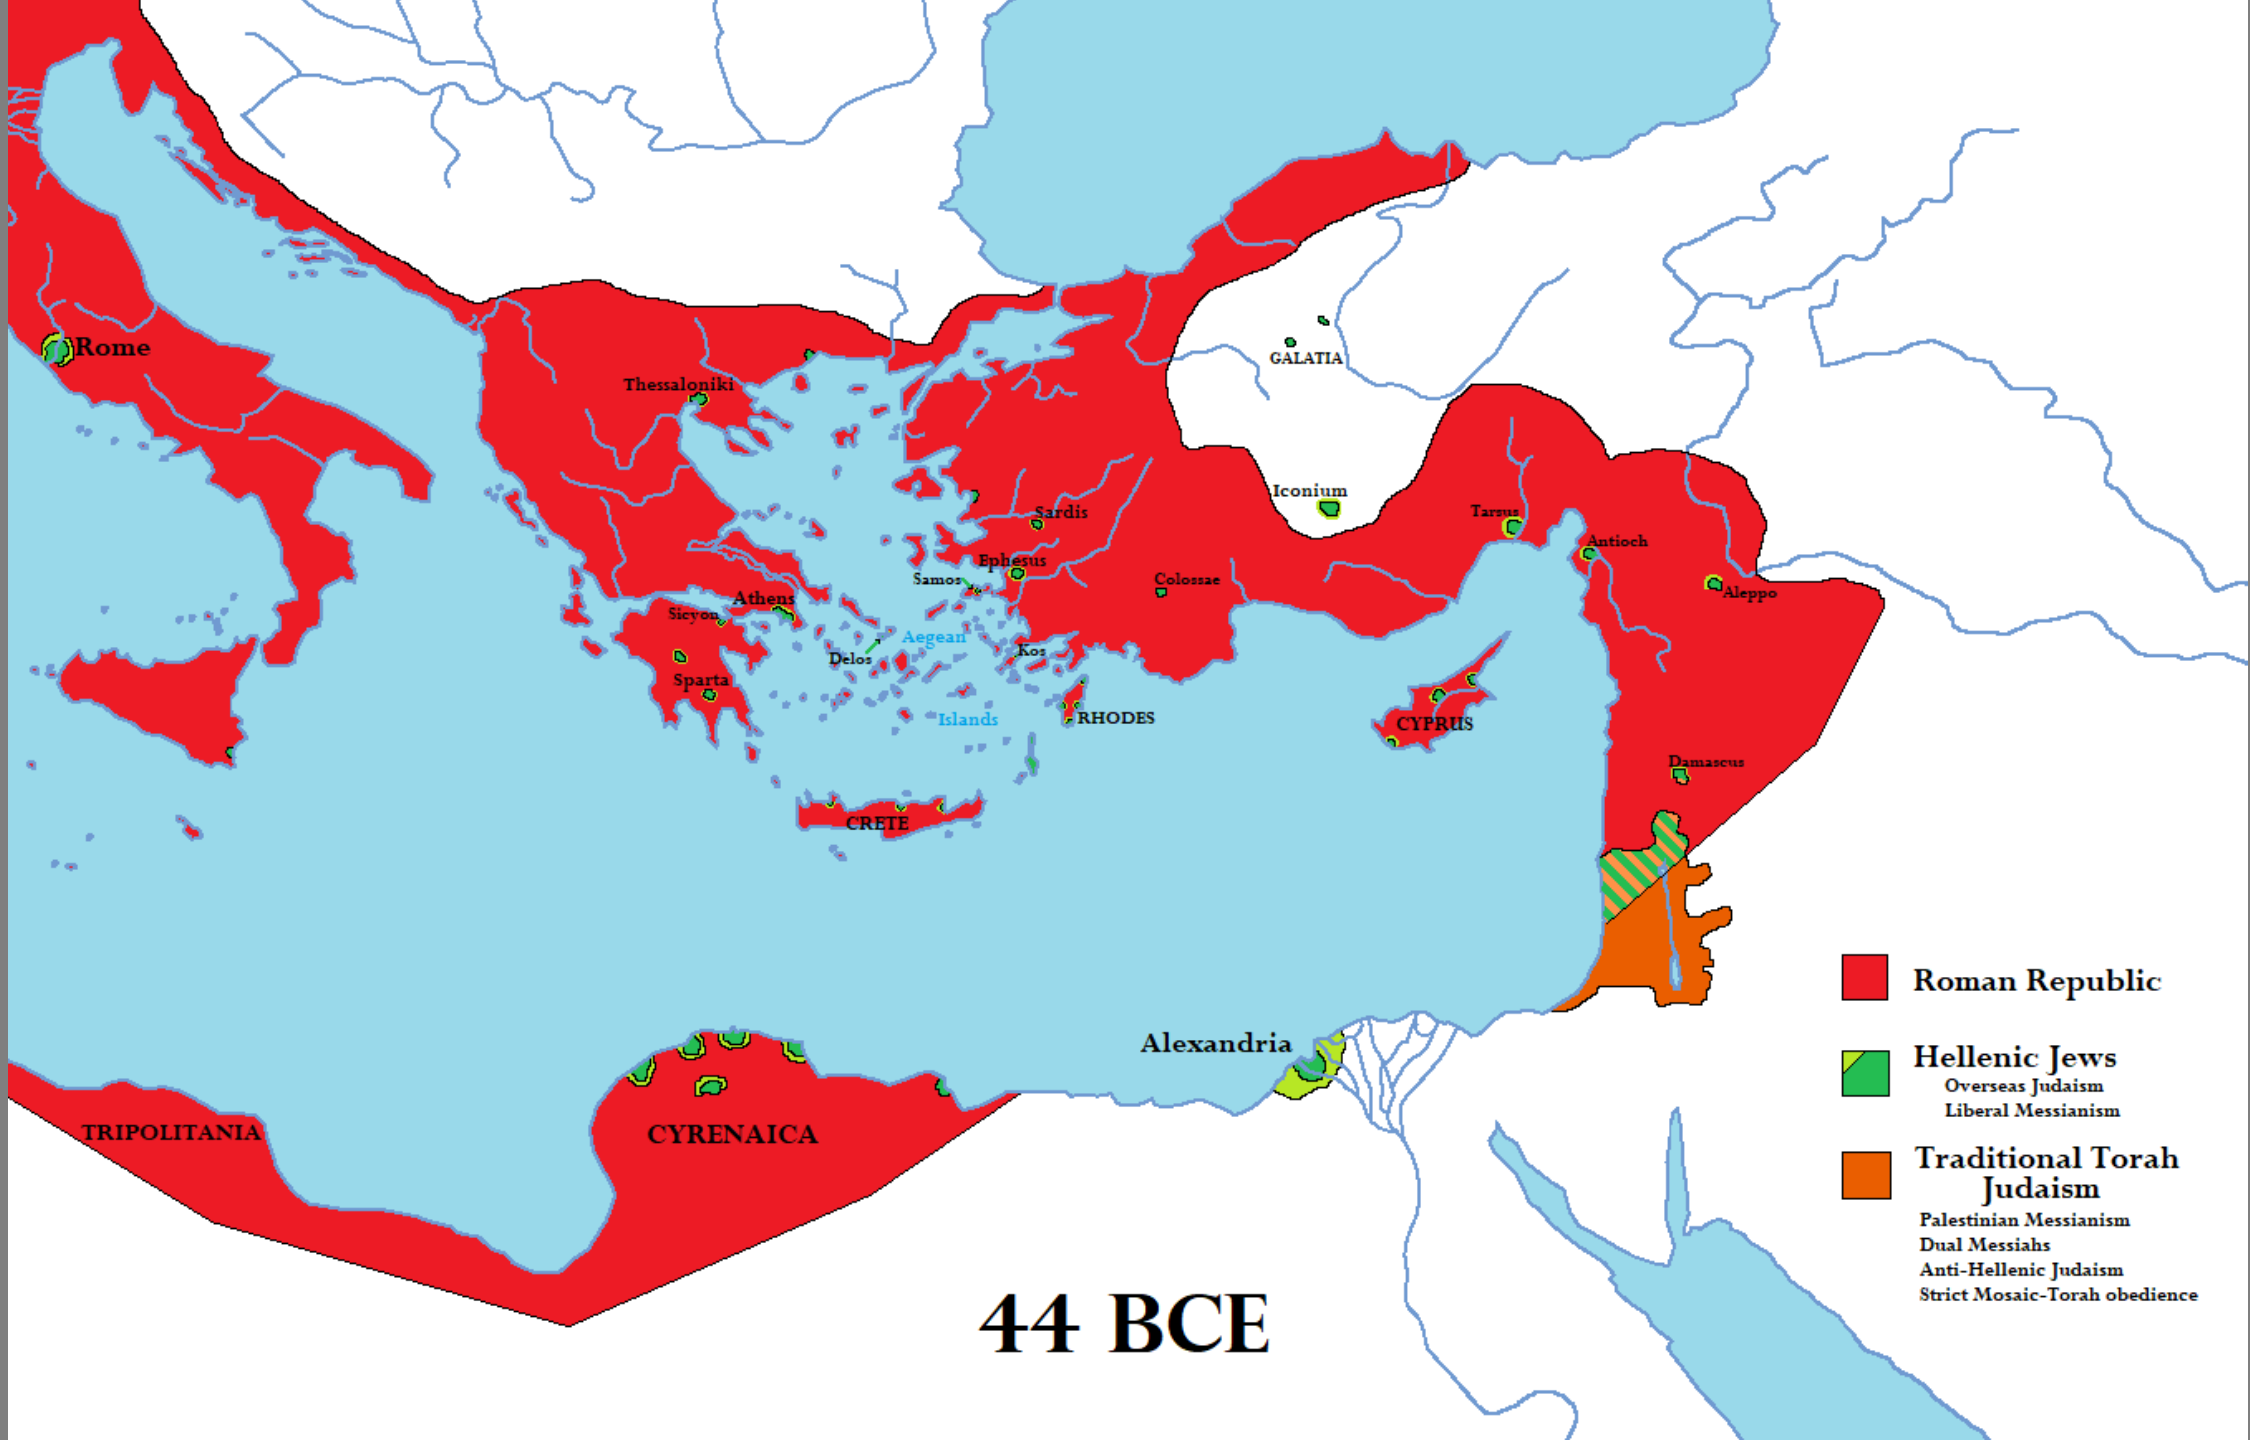 Rome
Thessaloniki
GALATIA
Iconium
Sardis
Tarsus
Antioch
Ephesus
Samos
Colossae
Aleppo
Athens
Sicyon
Aegean
Delos
Kos
Sparta
Islands
RHODES
CYPRUS
Damascus
CRETE
Alexandria
TRIPOLITANIA
CYRENAICA
44 BCE
Roman Republic
Hellenic Jews
Overseas Judaism
Liberal Messianism
Traditional Torah
Judaism
Palestinian Messianism
Dual Messiahs
Anti-Hellenic Judaism
Strict Mosaic-Torah obedience